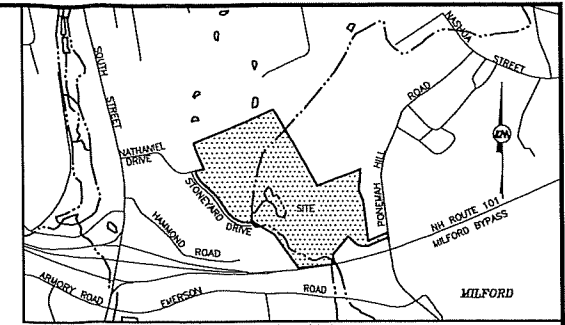 NASHUA
STREET
SOUTH
STREET
ROAD
NATHANIEL
DRIVE
STONEYARD
DRIVE
SITE
PONEMAH HILL
HAMMOND
ROAD
NH ROUTE 101
MILFORD BYPASS
ARMORY ROAD
EMERSON
ROAD
MILFORD